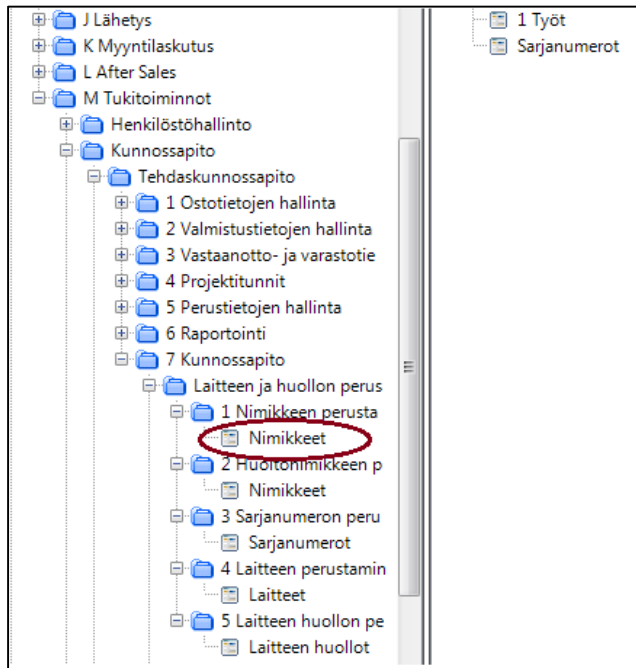 J Lähetys
K Myyntilaskutus
L After Sales
M Tukitoiminnot
Henkilöstöhallinto
Kunnossapito
Tehdaskunnossapito
1 Ostotietojen hallinta
2 Valmistustietojen hallinta
3 Vastaanotto- ja varastotie
4 Projektitunnit
5 Perustietojen hallinta
6 Raportointi
7 Kunnossapito
Laitteen ja huollon perus
1 Nimikkeen perusta
Nimikkeet
2 Huoltonimikkeen p
Nimikkeet
3 Sarjanumeron peru
Sarjanumerot
4 Laitteen perustamin
Laitteet
5 Laitteen huollon pe
Laitteen huollot
1 Työt
Sarjanumerot